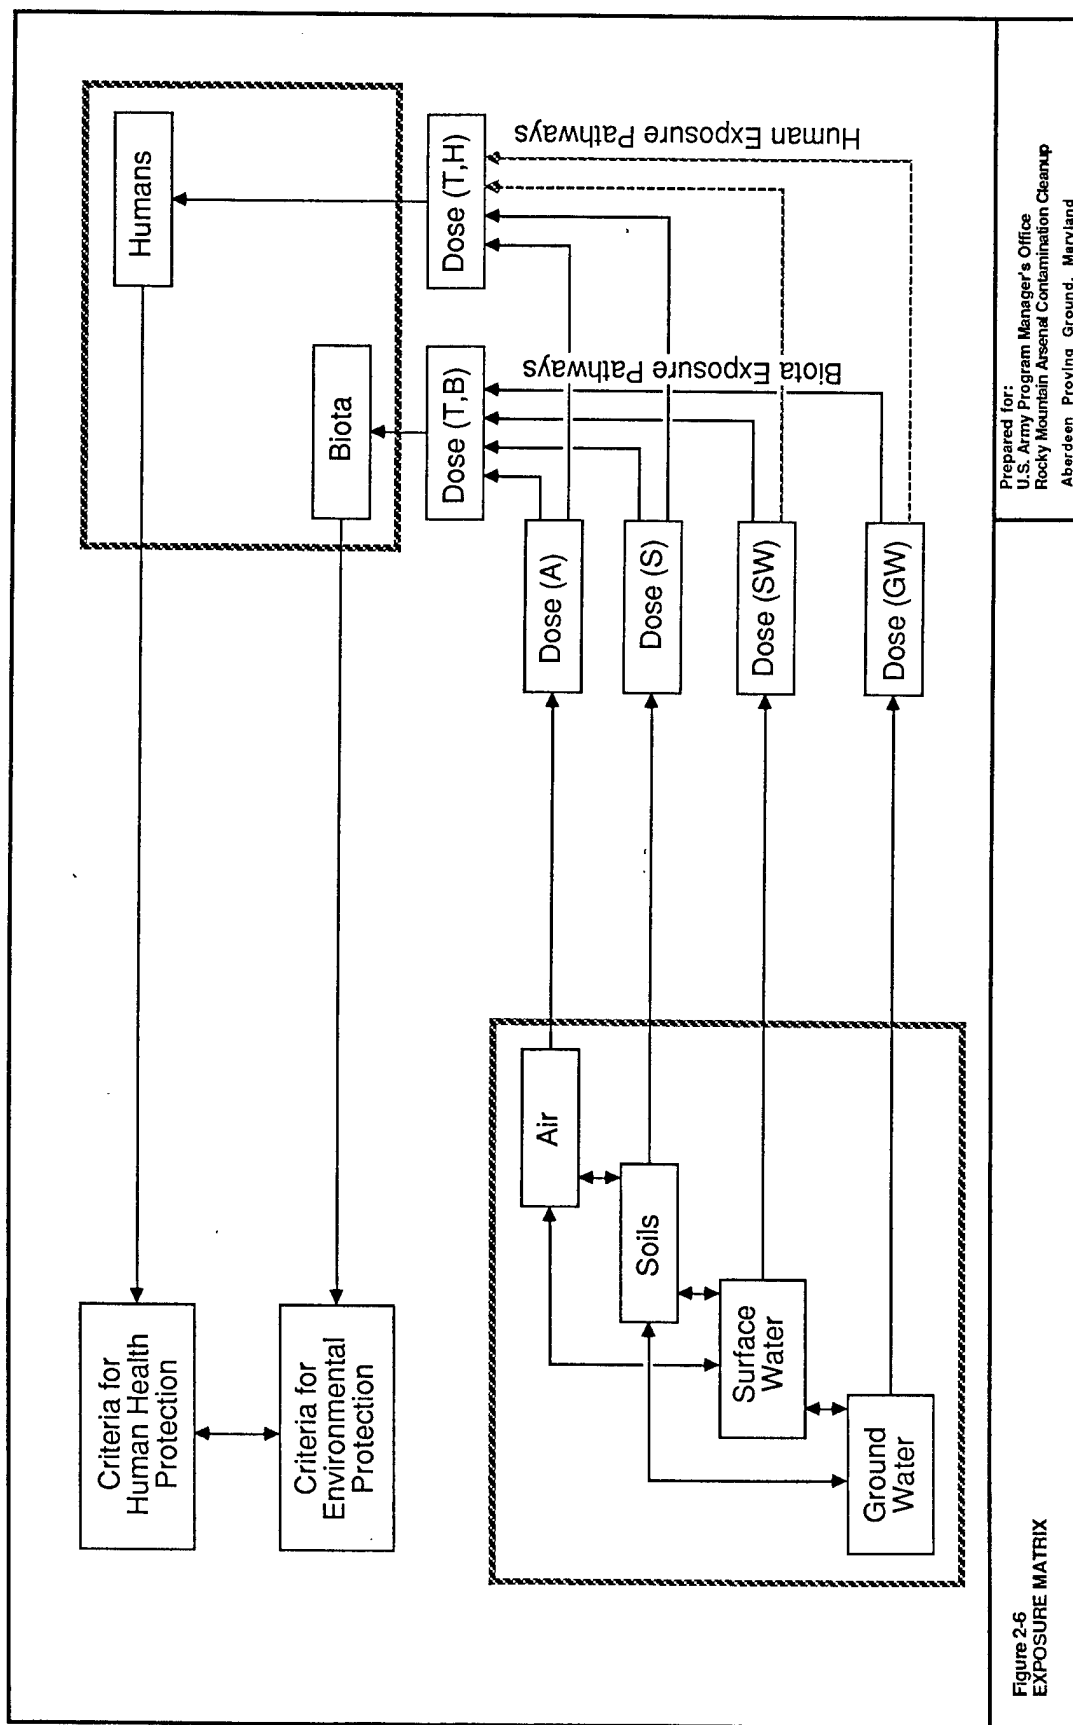 Criteria for
Human Health
Protection
Humans
Criteria for
Environmental
Protection
Biota
Dose (T,B)
Dose (T,H)
Air
Dose (A)
Soils
Dose (S)
Surface
Water
Dose (SW)
Ground
Water
Dose (GW)
Biota Exposure Pathways
Human Exposure Pathways
Figure 2-6
EXPOSURE MATRIX
Prepared for:
U.S. Army Program Manager's Office
Rocky Mountain Arsenal Contamination Cleanup
Aberdeen Proving Ground, Maryland